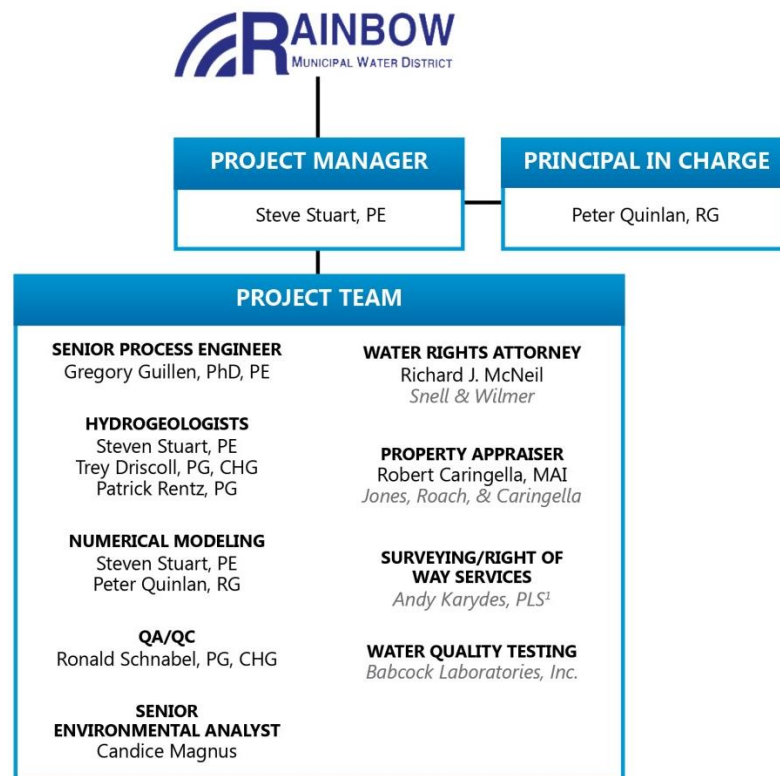 RAINBOW
MUNICIPAL WATER DISTRICT
PROJECT MANAGER
Steve Stuart, PE
PRINCIPAL IN CHARGE
Peter Quinlan, RG
PROJECT TEAM
SENIOR PROCESS ENGINEER
Gregory Guillen, PhD, PE
HYDROGEOLOGISTS
Steven Stuart, PE
Trey Driscoll, PG, CHG
Patrick Rentz, PG
NUMERICAL MODELING
Steven Stuart, PE
Peter Quinlan, RG
QA/QC
Ronald Schnabel, PG, CHG
SENIOR
ENVIRONMENTAL ANALYST
Candice Magnus
WATER RIGHTS ATTORNEY
Richard J. McNeil
Snell & Wilmer
PROPERTY APPRAISER
Robert Caringella, MAI
Jones, Roach, & Caringella
SURVEYING/RIGHT OF
WAY SERVICES
Andy Karydes, PLS¹
WATER QUALITY TESTING
Babcock Laboratories, Inc.